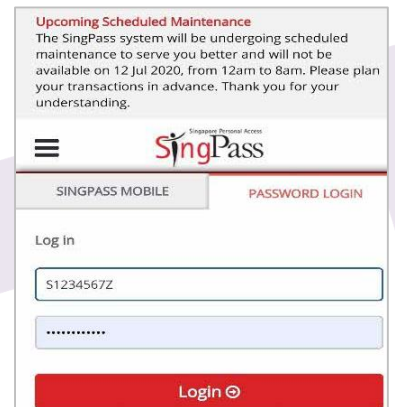 Upcoming Scheduled Maintenance
The SingPass system will be undergoing scheduled
maintenance to serve you better and will not be
available on 12 Jul 2020, from 12am to 8am. Please plan
your transactions in advance. Thank you for your
understanding.
Singapore Personal Access
SingPass
SINGPASS MOBILE
PASSWORD LOGIN
Log in
S1234567Z
••••••••••••
Login